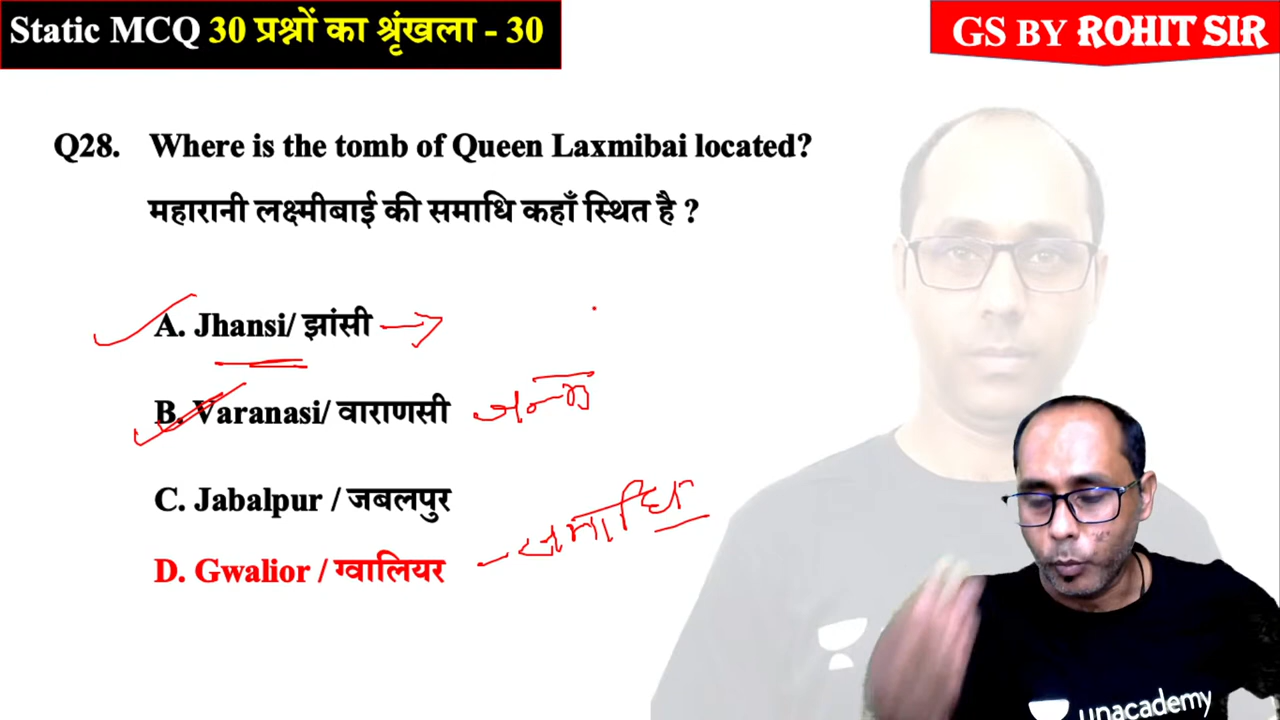 Static MCQ 30 प्रश्नों का श्रृंखला - 30
GS BY ROHIT SIR
Q28. Where is the tomb of Queen Laxmibai located?
महारानी लक्ष्मीबाई की समाधि कहाँ स्थित है ?
A. Jhansi/ झांसी
B. Varanasi/ वाराणसी जन्म
C. Jabalpur / जबलपुर
D. Gwalior / ग्वालियर - समाधि
unacademy